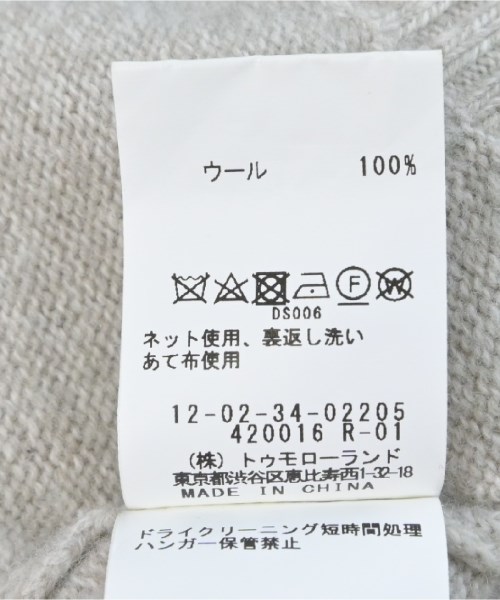 ウール 100%
F W
DS006
ネット使用、裏返し洗い
あて布使用
12-02-34-02205
420016 R-01
(株) トゥモローランド
東京都渋谷区恵比寿西1-32-18
MADE IN CHINA
ドライクリーニング短時間処理
ハンガー保管禁止